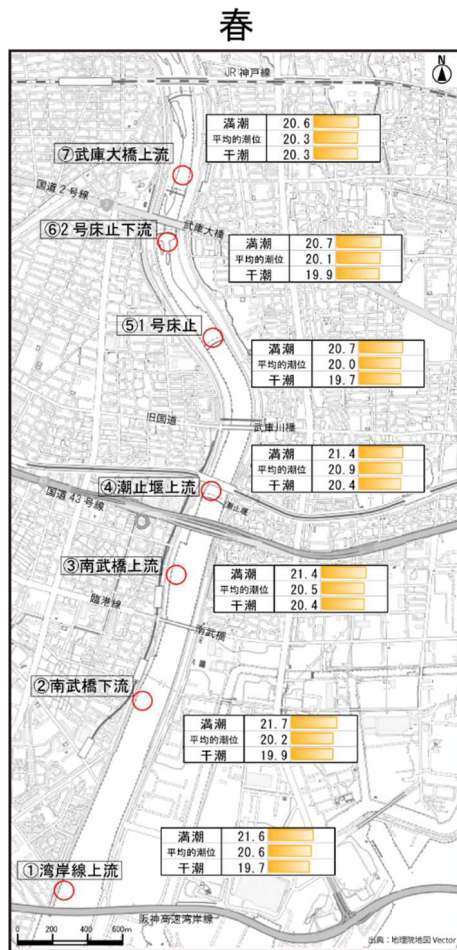 春
JR神戸線
N
⑦武庫大橋上流
満潮 20.6
平均的潮位 20.3
干潮 20.3
国道2号線
武庫大橋
⑥2号床止下流
満潮 20.7
平均的潮位 20.1
干潮 19.9
⑤1号床止
満潮 20.7
平均的潮位 20.0
干潮 19.7
旧国道
武庫川橋
満潮 21.4
平均的潮位 20.9
干潮 20.4
④潮止堰上流
潮止堰
国道43号線
③南武橋上流
満潮 21.4
平均的潮位 20.5
干潮 20.4
臨港線
南武橋
②南武橋下流
満潮 21.7
平均的潮位 20.2
干潮 19.9
満潮 21.6
平均的潮位 20.6
干潮 19.7
①湾岸線上流
阪神高速湾岸線
0 200 400 600m
出典:地理院地図 Vector